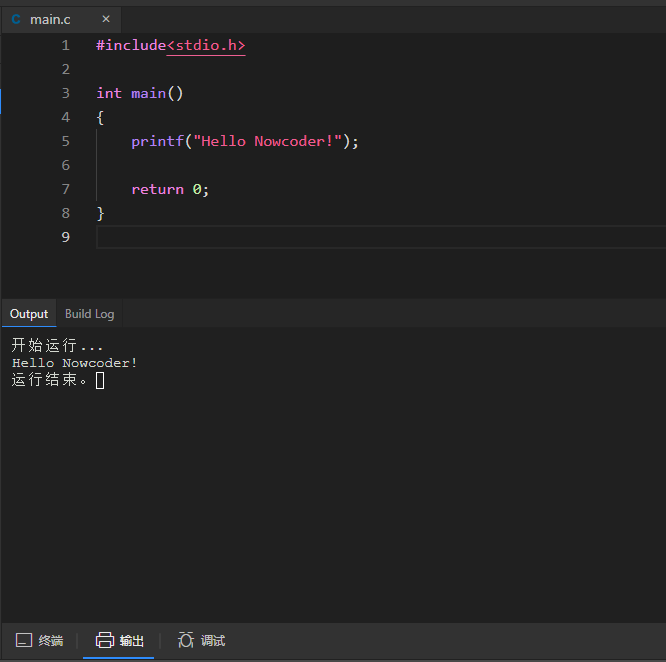 C main.c ×
1 #include<stdio.h>
2
3 int main()
4 {
5     printf("Hello Nowcoder!");
6
7     return 0;
8 }
9
Output Build Log
开始运行...
Hello Nowcoder!
运行结束。
终端 输出 调试